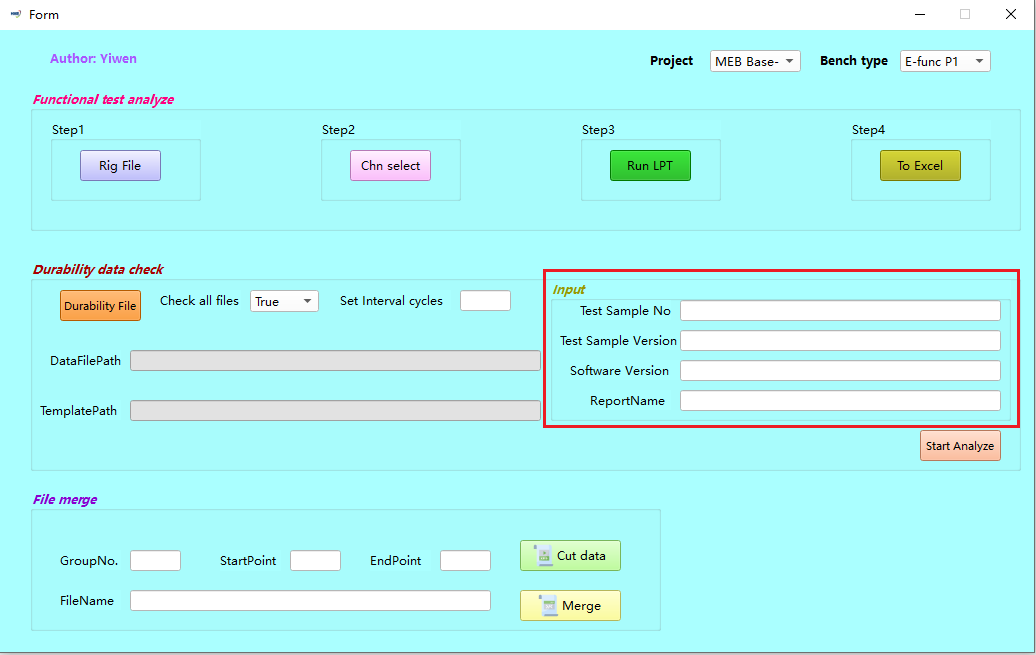 Form
Author: Yiwen
Project
MEB Base-
Bench type
E-func P1
Functional test analyze
Step1
Step2
Step3
Step4
Rig File
Chn select
Run LPT
To Excel
Durability data check
Durability File
Check all files
True
Set Interval cycles
Input
Test Sample No
Test Sample Version
DataFilePath
Software Version
ReportName
TemplatePath
Start Analyze
File merge
GroupNo.
StartPoint
EndPoint
Cut data
FileName
Merge